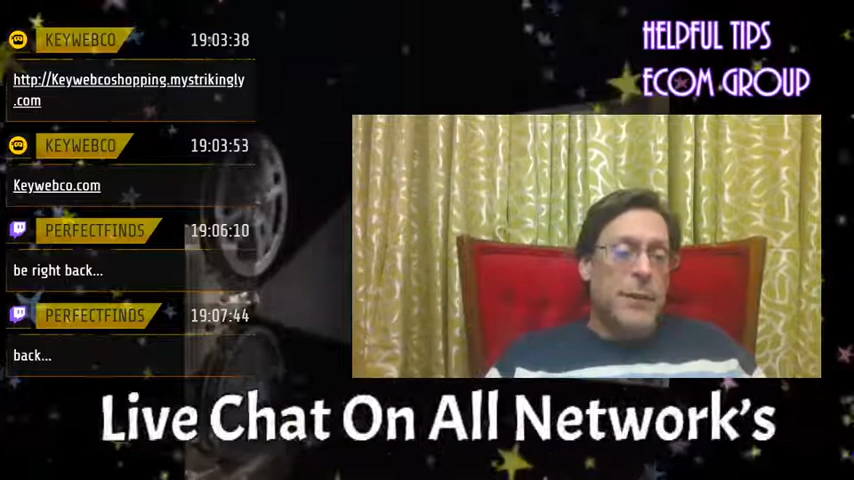 KEYWEBCO 19:03:38
http://Keywebcoshopping.mystrikingly
.com
KEYWEBCO 19:03:53
Keywebco.com
PERFECTFINDS 19:06:10
be right back...
PERFECTFINDS 19:07:44
back...
HELPFUL TIPS
ECOM GROUP
Live Chat On All Network's